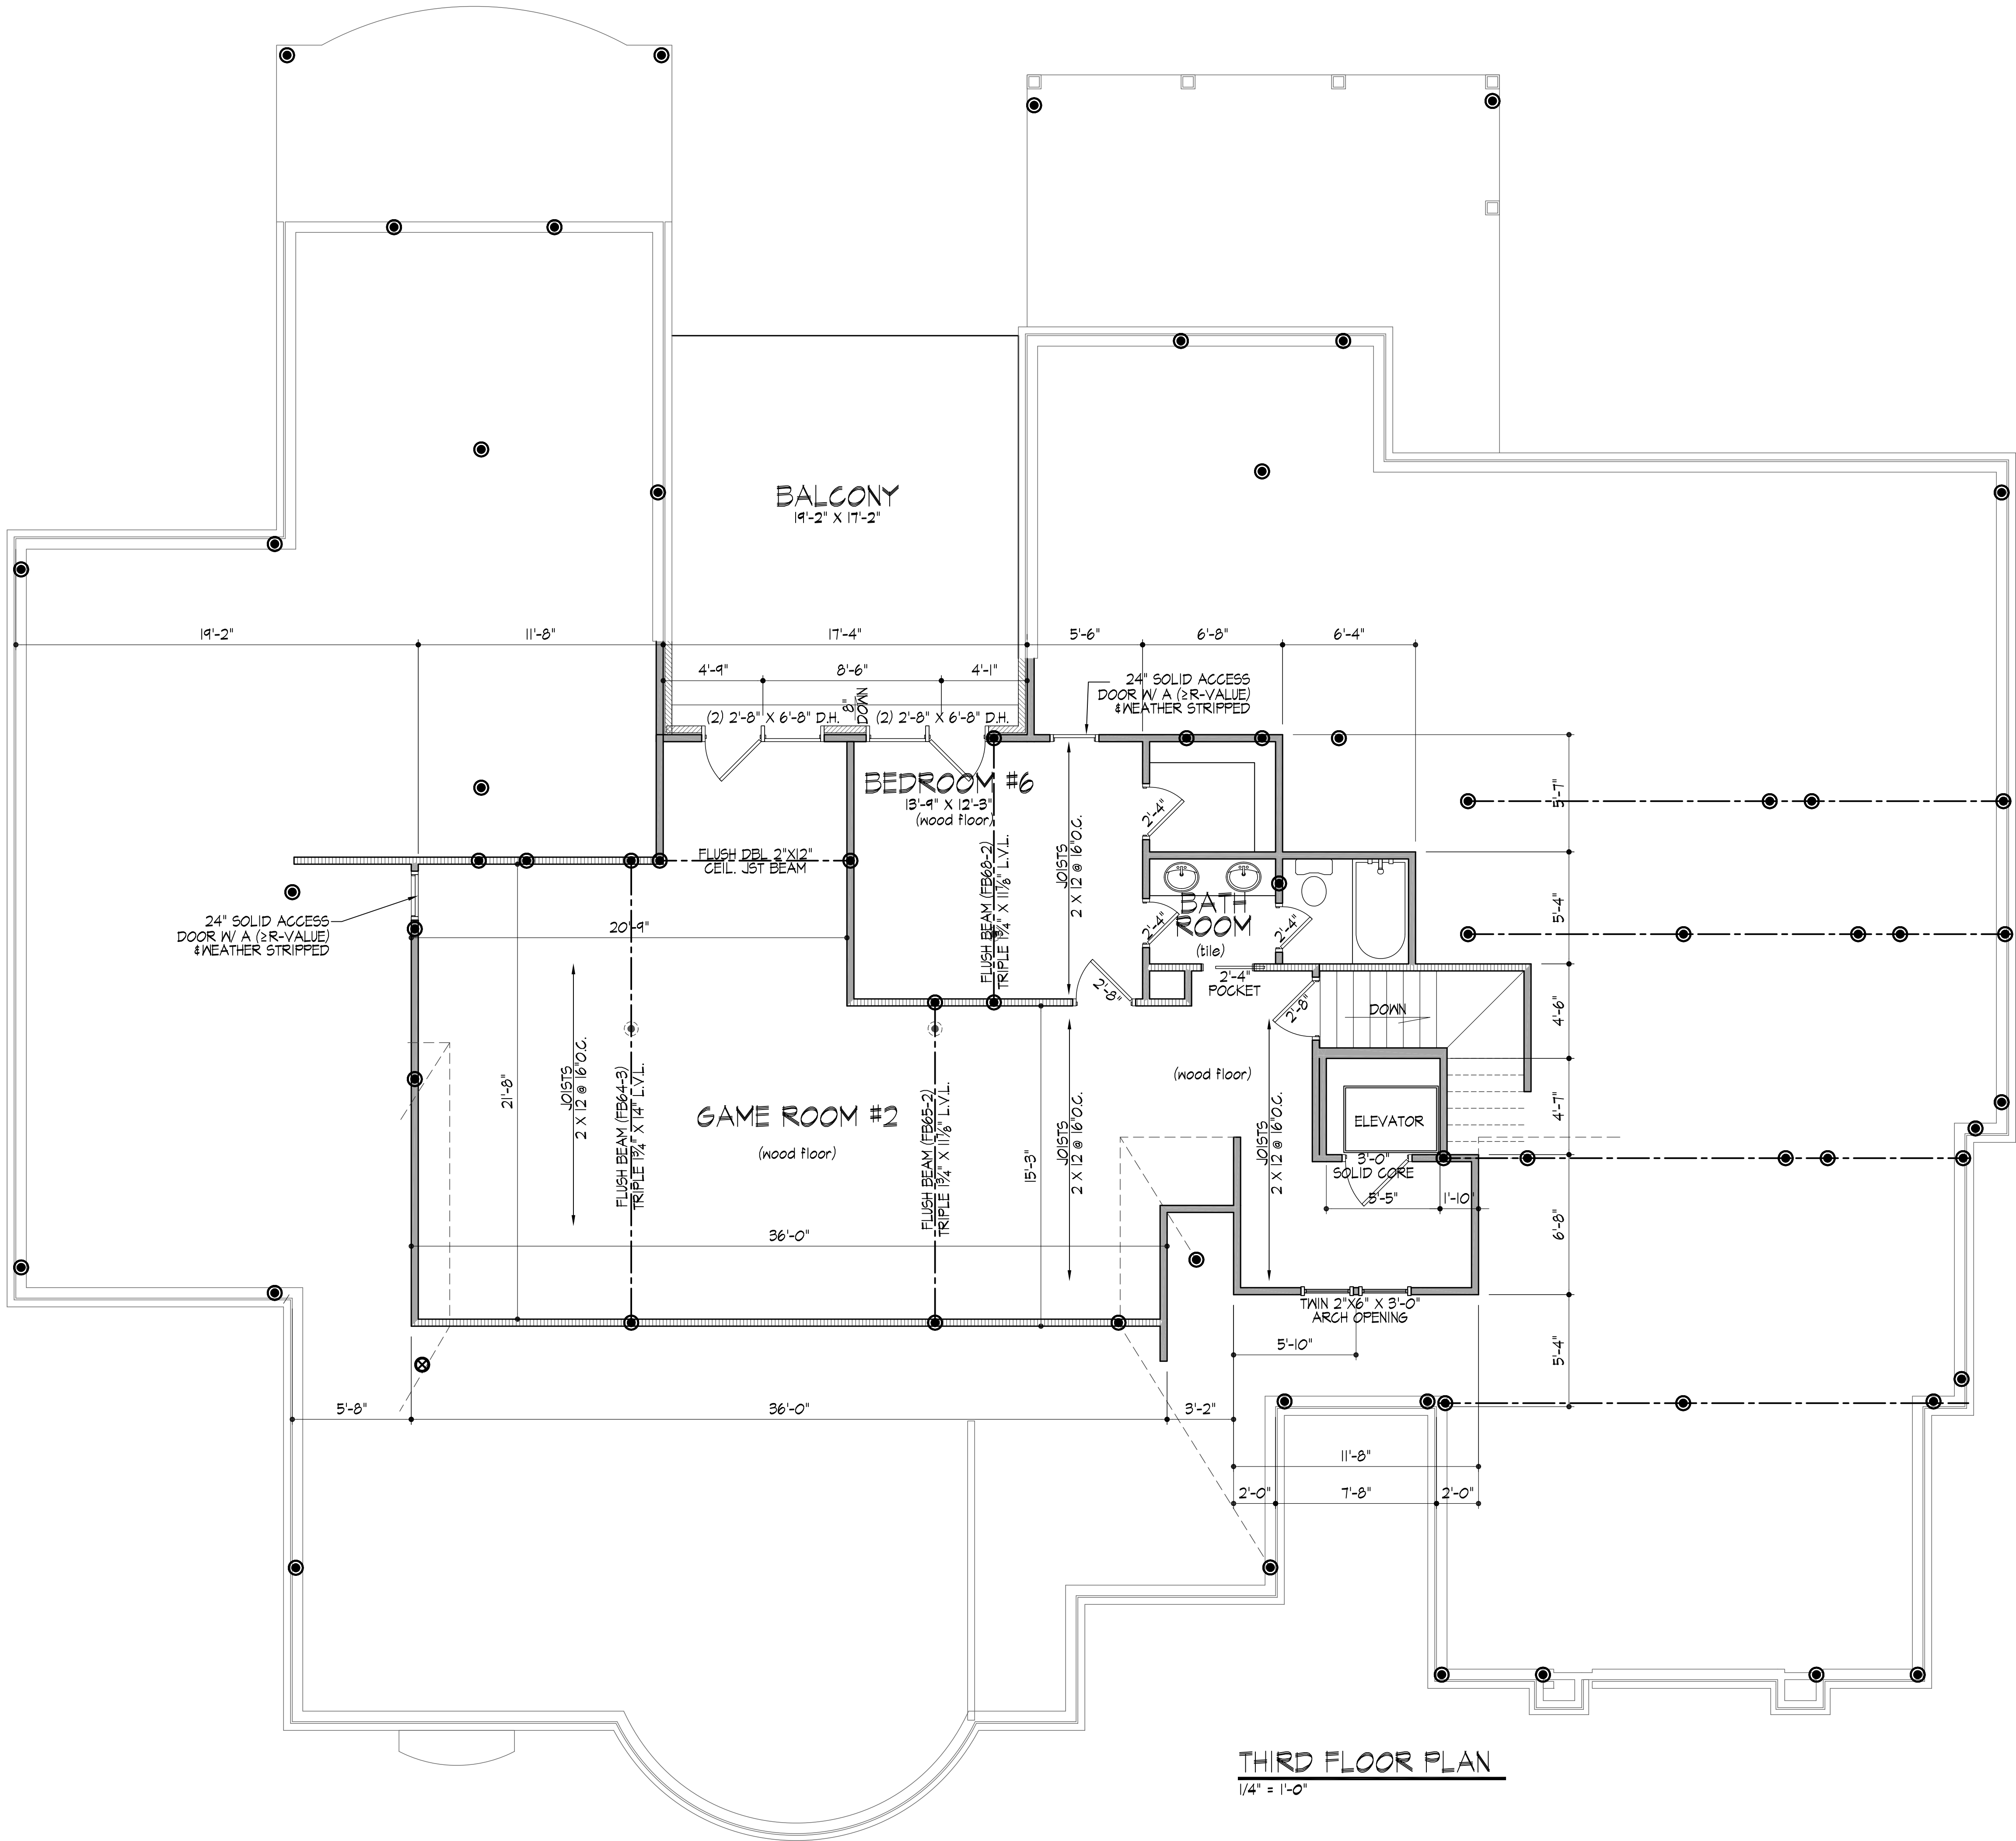 BALCONY
19'-2" X 17'-2"
19'-2"
11'-8"
17'-4"
5'-6"
6'-8"
6'-4"
4'-9"
8'-6"
4'-1"
24" SOLID ACCESS
DOOR W/ A (≥R-VALUE)
&WEATHER STRIPPED
8"
DOWN
(2) 2'-8" X 6'-8" D.H.
(2) 2'-8" X 6'-8" D.H.
BEDROOM #6
13'-9" X 12'-3"
(wood floor)
2'-4"
5'-7"
FLUSH DBL 2"X12"
CEIL. JST BEAM
FLUSH BEAM (FB68-2)
TRIPLE 1¾" X 11⅞" L.V.L.
JOISTS
2 X 12 @ 16"O.C.
24" SOLID ACCESS
DOOR W/ A (≥R-VALUE)
&WEATHER STRIPPED
20'-9"
BATH
ROOM
(tile)
2'-4"
2'-4"
5'-4"
2'-4"
POCKET
2'-8"
2'-8"
DOWN
4'-6"
21'-8"
JOISTS
2 X 12 @ 16"O.C.
FLUSH BEAM (FB64-3)
TRIPLE 1¾" X 14" L.V.L.
GAME ROOM #2
(wood floor)
FLUSH BEAM (FB65-2)
TRIPLE 1¾" X 11⅞" L.V.L.
15'-3"
JOISTS
2 X 12 @ 16"O.C.
(wood floor)
JOISTS
2 X 12 @ 16"O.C.
ELEVATOR
4'-7"
3'-0"
SOLID CORE
5'-5"
1'-10"
6'-8"
36'-0"
TWIN 2"X6" X 3'-0"
ARCH OPENING
5'-10"
5'-4"
5'-8"
36'-0"
3'-2"
11'-8"
2'-0"
7'-8"
2'-0"
THIRD FLOOR PLAN
1/4" = 1'-0"